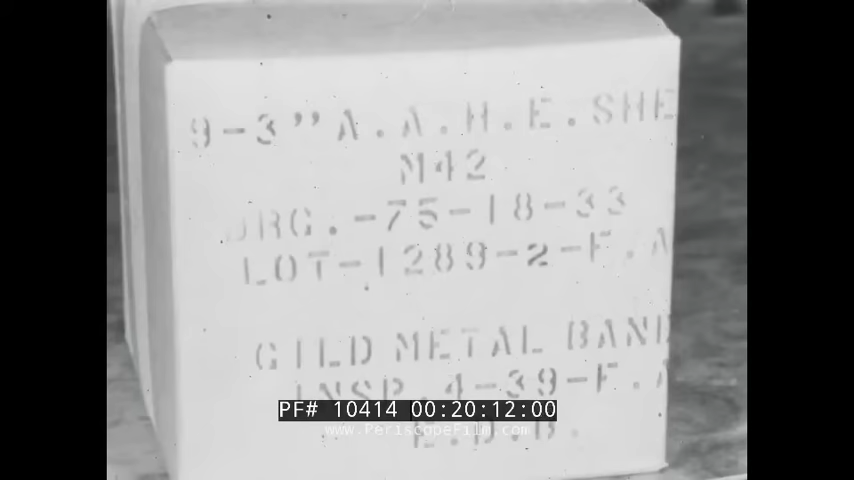 9-3" A.A.H.E.SHE
M42
DRG.-75-18-33
LOT-1289-2-F.A
GILD METAL BAND
INSP.4-39-F.A
PF# 10414 00:20:12:00
www.PeriscopeFilm.com
E.D.B.